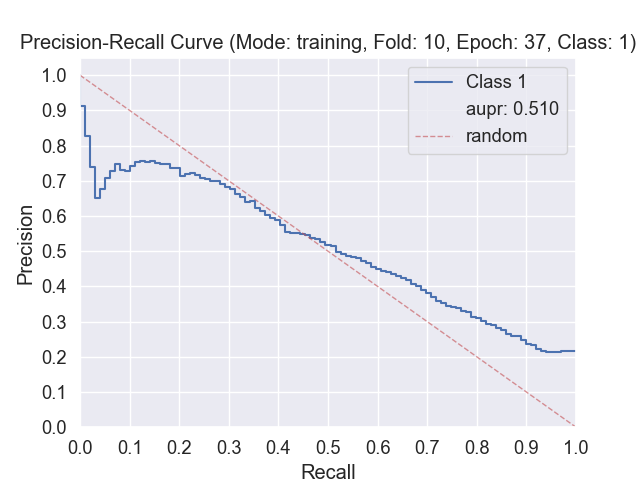 Precision-Recall Curve (Mode: training, Fold: 10, Epoch: 37, Class: 1)
1.0
0.9
0.8
0.7
0.6
0.5
0.4
0.3
0.2
0.1
0.0
Precision
Class 1
aupr: 0.510
random
0.0 0.1 0.2 0.3 0.4 0.5 0.6 0.7 0.8 0.9 1.0
Recall